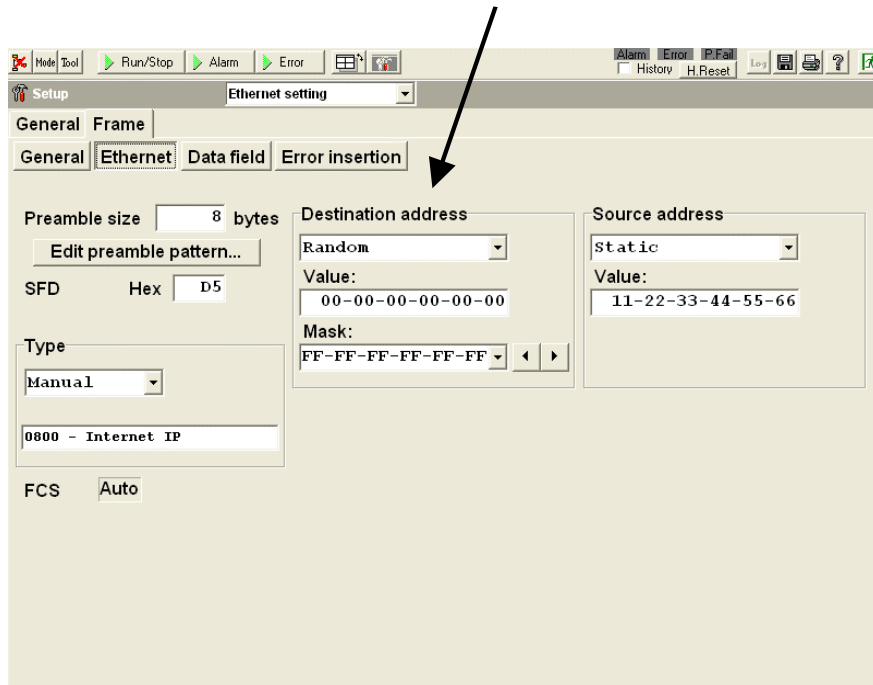 Mode Tool Run/Stop Alarm Error Alarm Error P.Fail
History H.Reset Log ?
Setup Ethernet setting
General Frame
General Ethernet Data field Error insertion
Preamble size 8 bytes
Edit preamble pattern...
SFD Hex D5
Type
Manual
0800 - Internet IP
FCS Auto
Destination address
Random
Value:
00-00-00-00-00-00
Mask:
FF-FF-FF-FF-FF-FF
Source address
Static
Value:
11-22-33-44-55-66